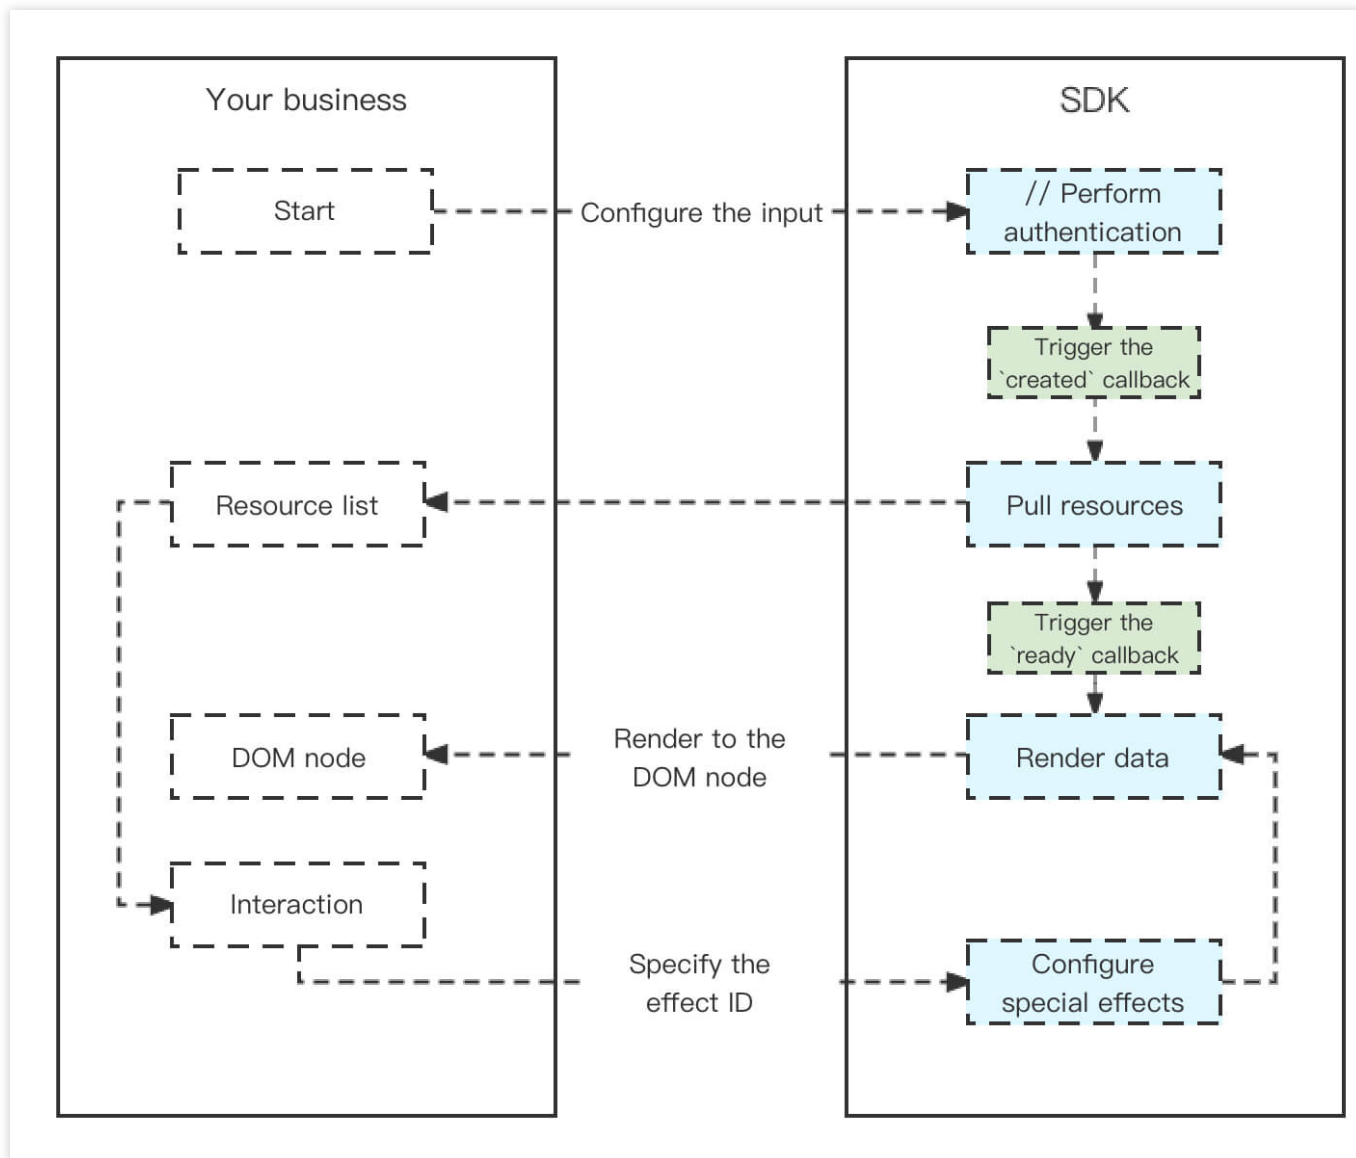 Your business
SDK
Start
Configure the input
// Perform
authentication
Trigger the
`created` callback
Resource list
Pull resources
Trigger the
`ready` callback
DOM node
Render to the
DOM node
Render data
Interaction
Specify the
effect ID
Configure
special effects